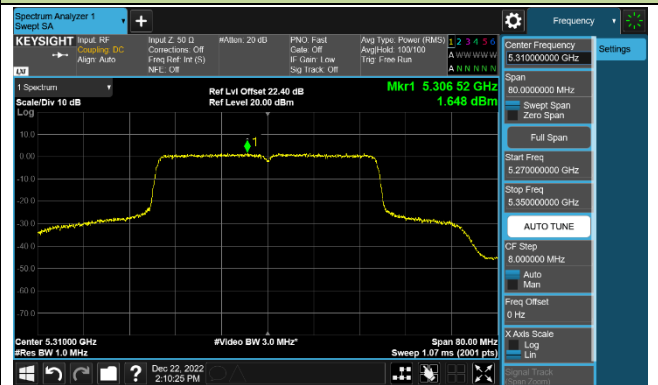 Spectrum Analyzer 1
Swept SA
Frequency
KEYSIGHT
Input: RF
Coupling: DC
Align: Auto
Input Z: 50 Ω
Corrections: Off
Freq Ref: Int (S)
NFE: Off
#Atten: 20 dB
PNO: Fast
Gate: Off
IF Gain: Low
Sig Track: Off
Avg Type: Power (RMS)
Avg|Hold: 100/100
Trig: Free Run
1 2 3 4 5 6
A W W W W W
A N N N N N
LXI
1 Spectrum
Scale/Div 10 dB
Log
Ref Lvl Offset 22.40 dB
Ref Level 20.00 dBm
Mkr1 5.306 52 GHz
1.648 dBm
1
10.0
0.00
-10.0
-20.0
-30.0
-40.0
-50.0
-60.0
-70.0
Center 5.31000 GHz
#Res BW 1.0 MHz
#Video BW 3.0 MHz*
Span 80.00 MHz
Sweep 1.07 ms (2001 pts)
Center Frequency
5.310000000 GHz
Settings
Span
80.0000000 MHz
Swept Span
Zero Span
Full Span
Start Freq
5.270000000 GHz
Stop Freq
5.350000000 GHz
AUTO TUNE
CF Step
8.000000 MHz
Auto
Man
Freq Offset
0 Hz
X Axis Scale
Log
Lin
Signal Track
(Span Zoom)
?
Dec 22, 2022
2:10:25 PM